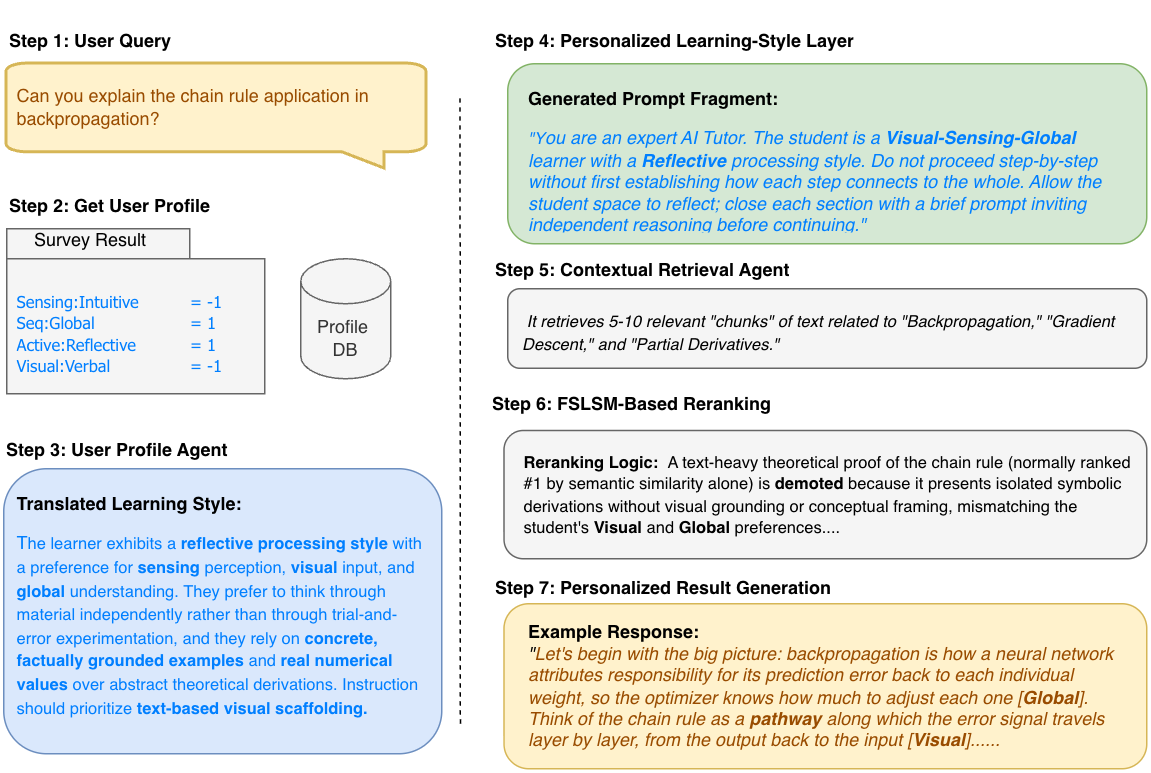 Step 1: User Query
Can you explain the chain rule application in
backpropagation?
Step 2: Get User Profile
Survey Result
Sensing:Intuitive = -1
Seq:Global = 1
Active:Reflective = 1
Visual:Verbal = -1
Profile
DB
Step 3: User Profile Agent
Translated Learning Style:
The learner exhibits a reflective processing style with
a preference for sensing perception, visual input, and
global understanding. They prefer to think through
material independently rather than through trial-and-
error experimentation, and they rely on concrete,
factually grounded examples and real numerical
values over abstract theoretical derivations. Instruction
should prioritize text-based visual scaffolding.
Step 4: Personalized Learning-Style Layer
Generated Prompt Fragment:
"You are an expert AI Tutor. The student is a Visual-Sensing-Global
learner with a Reflective processing style. Do not proceed step-by-step
without first establishing how each step connects to the whole. Allow the
student space to reflect; close each section with a brief prompt inviting
independent reasoning before continuing."
Step 5: Contextual Retrieval Agent
It retrieves 5-10 relevant "chunks" of text related to "Backpropagation," "Gradient
Descent," and "Partial Derivatives."
Step 6: FSLSM-Based Reranking
Reranking Logic: A text-heavy theoretical proof of the chain rule (normally ranked
#1 by semantic similarity alone) is demoted because it presents isolated symbolic
derivations without visual grounding or conceptual framing, mismatching the
student's Visual and Global preferences....
Step 7: Personalized Result Generation
Example Response:
"Let's begin with the big picture: backpropagation is how a neural network
attributes responsibility for its prediction error back to each individual
weight, so the optimizer knows how much to adjust each one [Global].
Think of the chain rule as a pathway along which the error signal travels
layer by layer, from the output back to the input [Visual]......